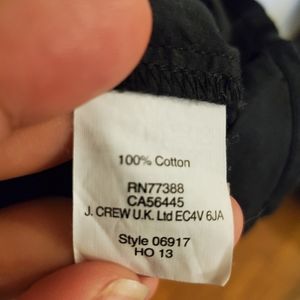 100% Cotton
RN77388
CA56445
J. CREW U.K. Ltd EC4V 6JA
Style 06917
HO 13